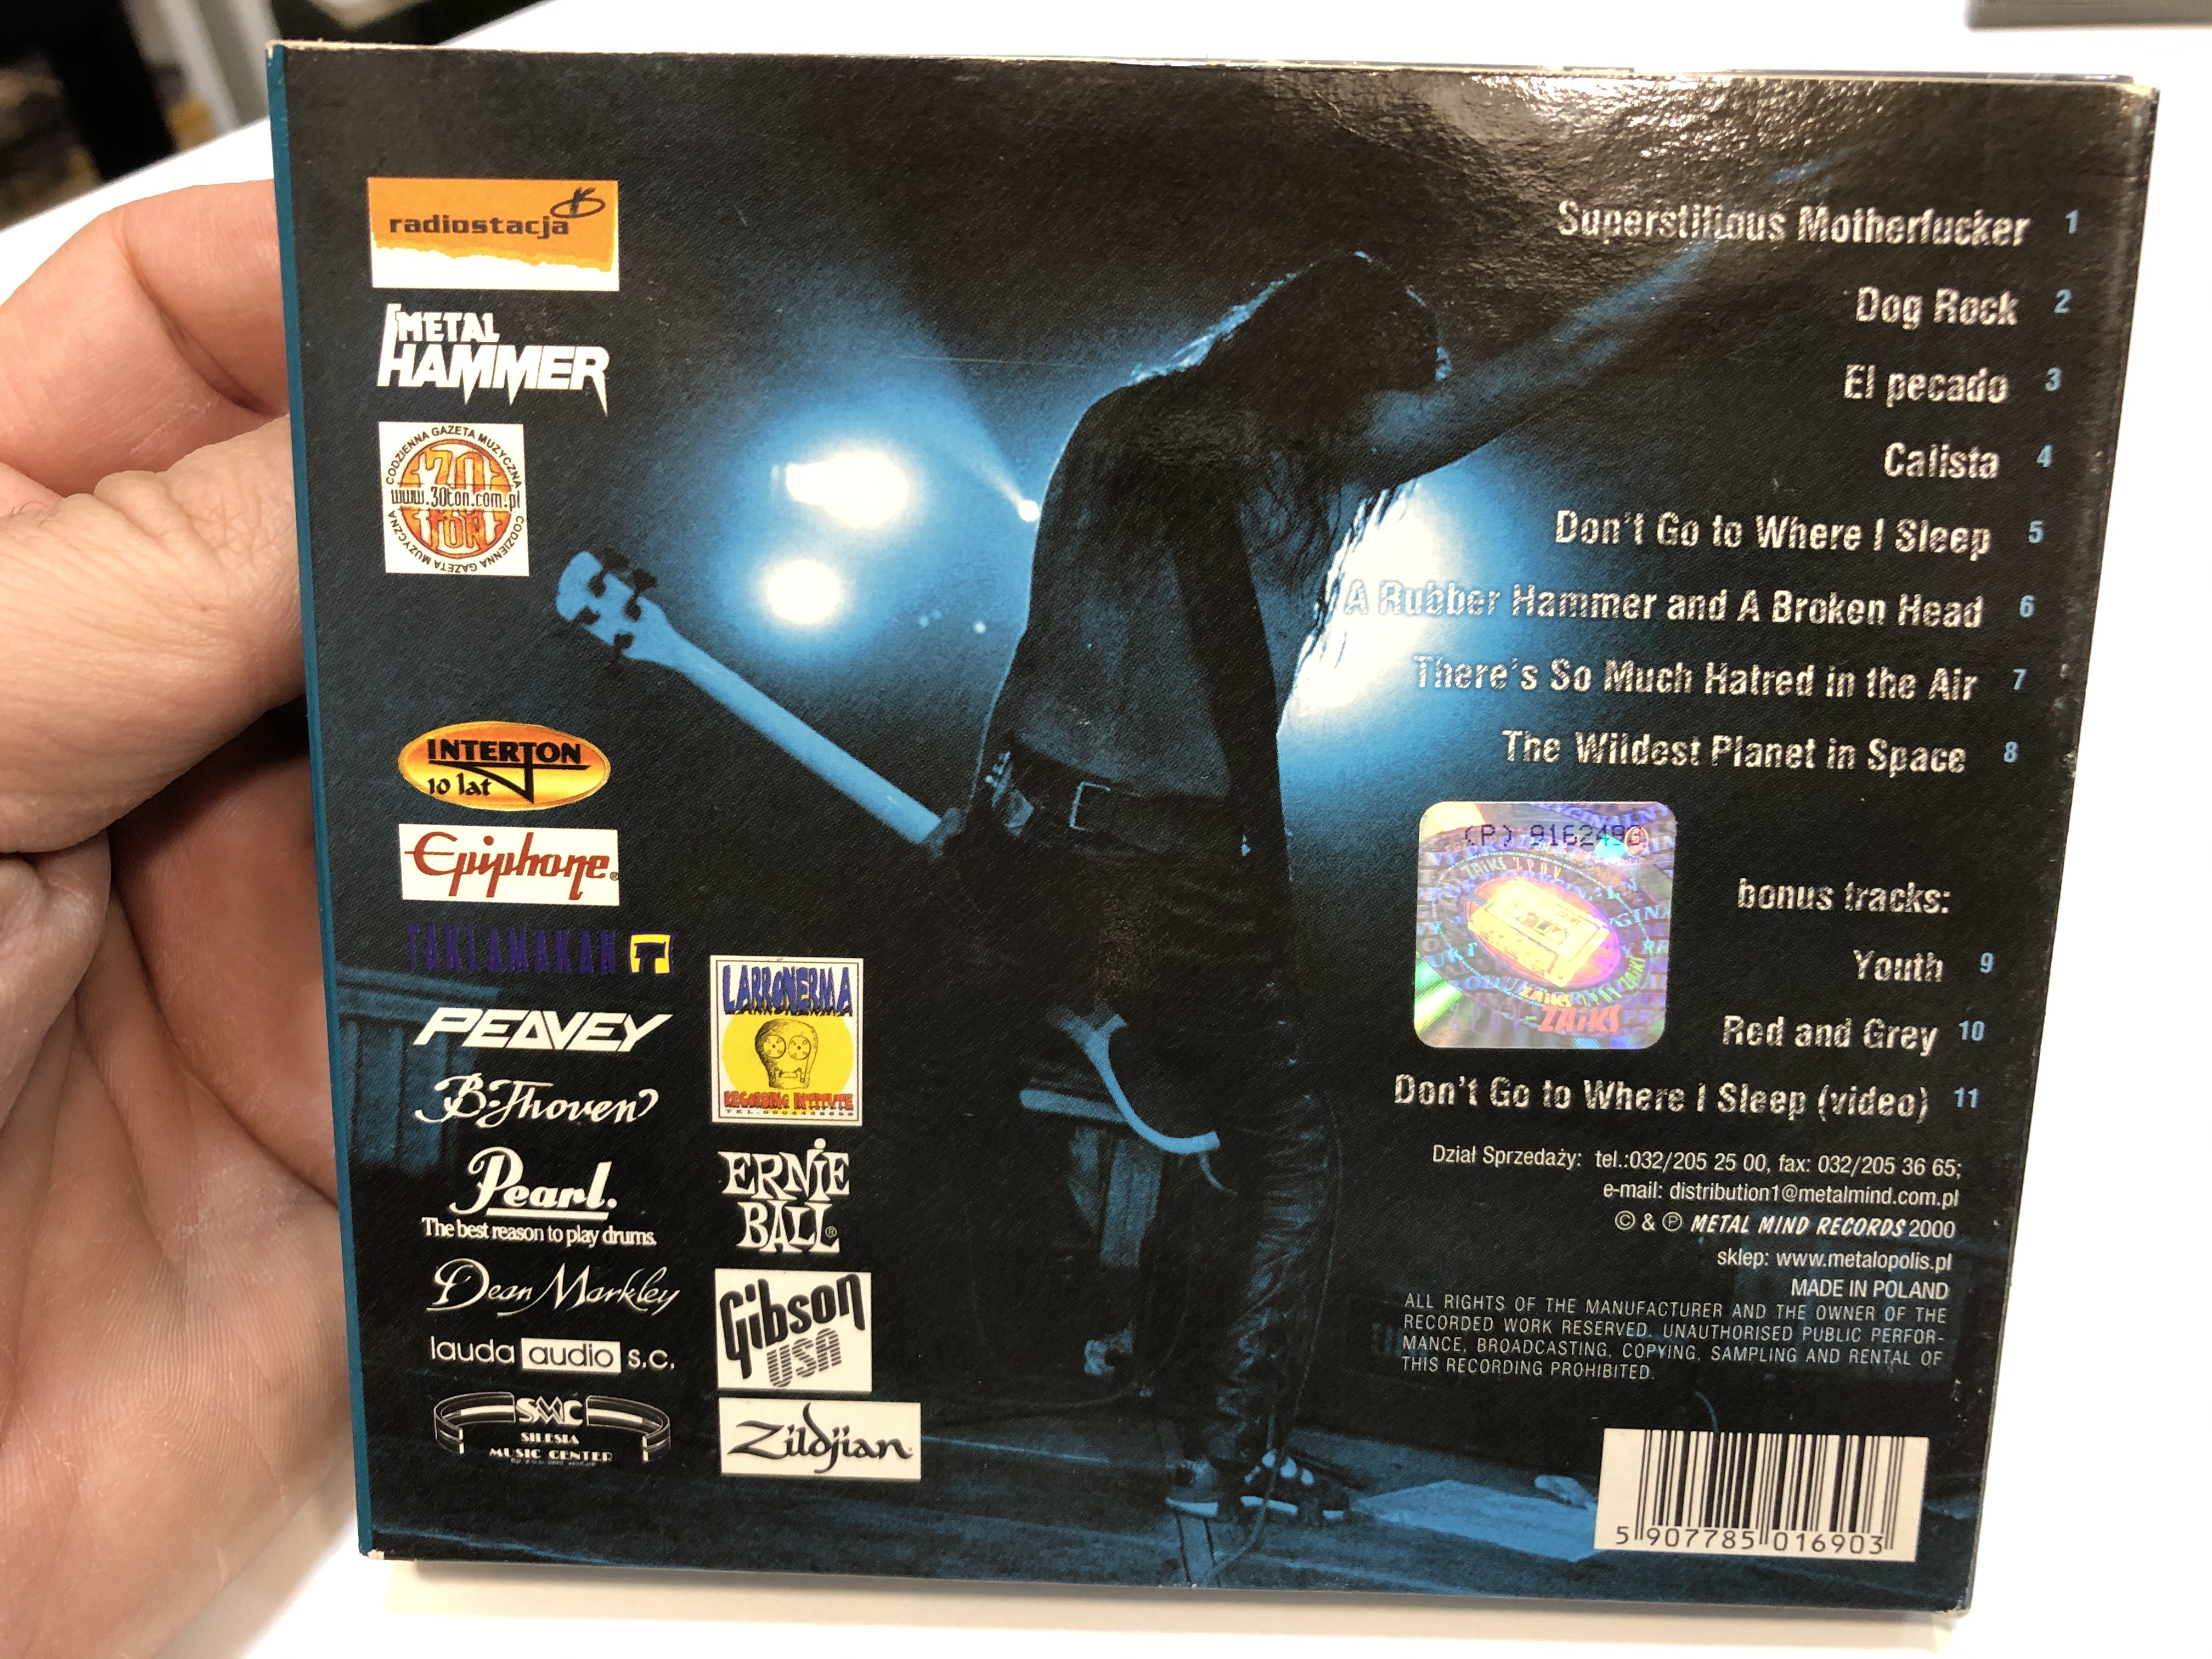 radiostacja
METAL
HAMMER
CODZIENNA GAZETA MUZYCZNA
30
www.30ton.com.pl
TON
CODZIENNA GAZETA MUZYCZNA
INTERTON
10 lat
Epiphone®
TAKLAMAKAN
PEAVEY
B-Thoven
Pearl.
The best reason to play drums.
Dean Markley
lauda audio s.c.
SMC
SILESIA
MUSIC CENTER
LARRONERMA
RECORDING INTITUTE
ERNIE
BALL®
Gibson
USA
Zildjian
Superstitious Motherfucker 1
Dog Rock 2
El pecado 3
Calista 4
Don't Go to Where I Sleep 5
A Rubber Hammer and A Broken Head 6
There's So Much Hatred in the Air 7
The Wildest Planet in Space 8
(P) 9162493
ZAiKS
bonus tracks:
Youth 9
Red and Grey 10
Don't Go to Where I Sleep (video) 11
Dział Sprzedaży: tel.:032/205 25 00, fax: 032/205 36 65;
e-mail: distribution1@metalmind.com.pl
© & ℗ METAL MIND RECORDS 2000
sklep: www.metalopolis.pl
MADE IN POLAND
ALL RIGHTS OF THE MANUFACTURER AND THE OWNER OF THE
RECORDED WORK RESERVED. UNAUTHORISED PUBLIC PERFOR-
MANCE, BROADCASTING, COPYING, SAMPLING AND RENTAL OF
THIS RECORDING PROHIBITED.
5 907785 016903